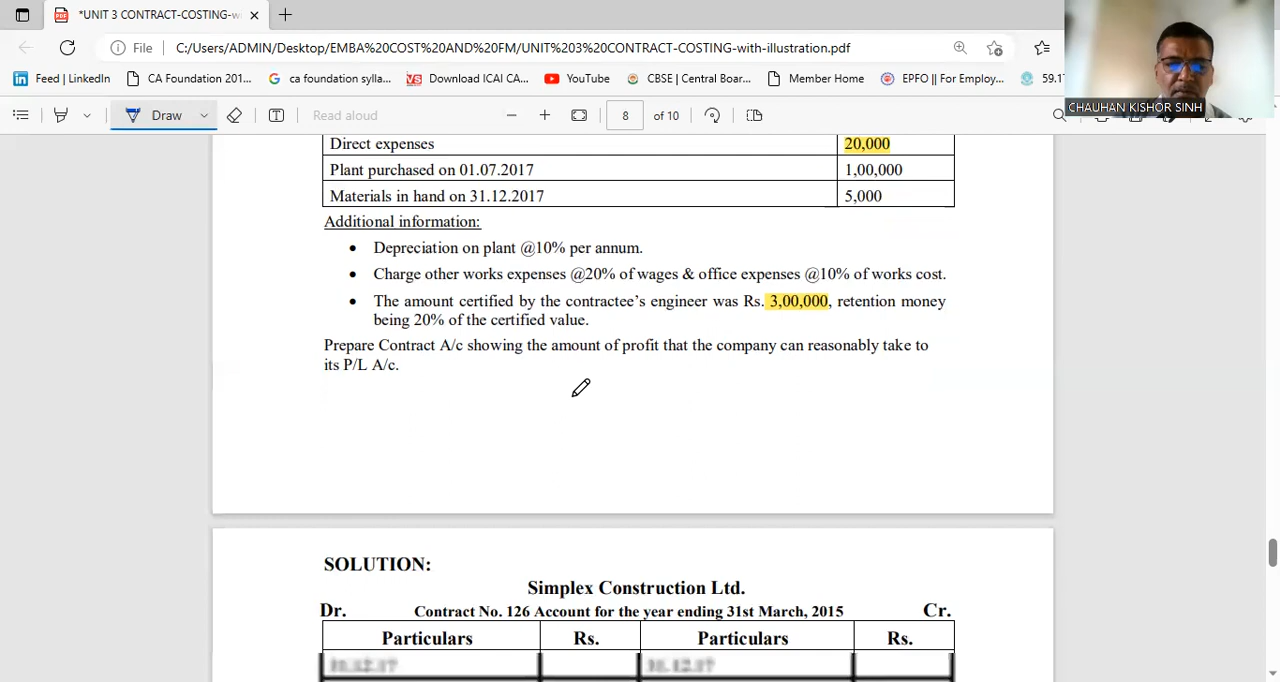 *UNIT 3 CONTRACT-COSTING-w
File C:/Users/ADMIN/Desktop/EMBA%20COST%20AND%20FM/UNIT%203%20CONTRACT-COSTING-with-illustration.pdf
Feed | LinkedIn CA Foundation 201... ca foundation sylla... Download ICAI CA... YouTube CBSE | Central Boar... Member Home EPFO || For Employ... 59.1
CHAUHAN KISHOR SINH
Draw Read aloud 8 of 10
Direct expenses 20,000
Plant purchased on 01.07.2017 1,00,000
Materials in hand on 31.12.2017 5,000
Additional information:
• Depreciation on plant @10% per annum.
• Charge other works expenses @20% of wages & office expenses @10% of works cost.
• The amount certified by the contractee's engineer was Rs. 3,00,000, retention money
being 20% of the certified value.
Prepare Contract A/c showing the amount of profit that the company can reasonably take to
its P/L A/c.
SOLUTION:
Simplex Construction Ltd.
Dr. Contract No. 126 Account for the year ending 31st March, 2015 Cr.
Particulars Rs. Particulars Rs.